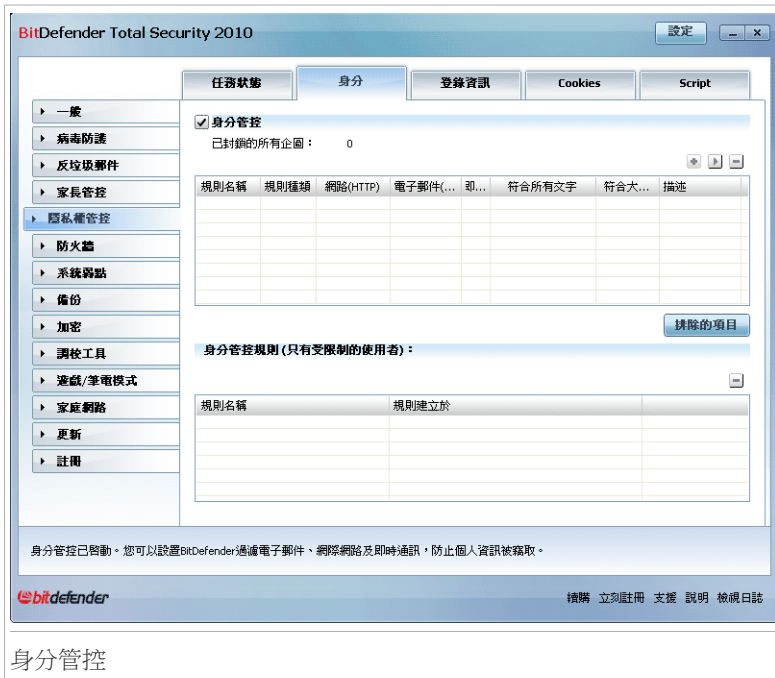 BitDefender Total Security 2010
設定
任務狀態 身分 登錄資訊 Cookies Script
一般
病毒防護
反垃圾郵件
家長管控
隱私權管控
防火牆
系統弱點
備份
加密
調校工具
遊戲/筆電模式
家庭網路
更新
註冊
身分管控
已封鎖的所有企圖： 0
規則名稱 規則種類 網路(HTTP) 電子郵件(... 即... 符合所有文字 符合大... 描述
排除的項目
身分管控規則 (只有受限制的使用者)：
規則名稱 規則建立於
身分管控已啓動。您可以設置BitDefender過濾電子郵件、網際網路及即時通訊，防止個人資訊被竊取。
bitdefender
續購 立刻註冊 支援 說明 檢視日誌
身分管控